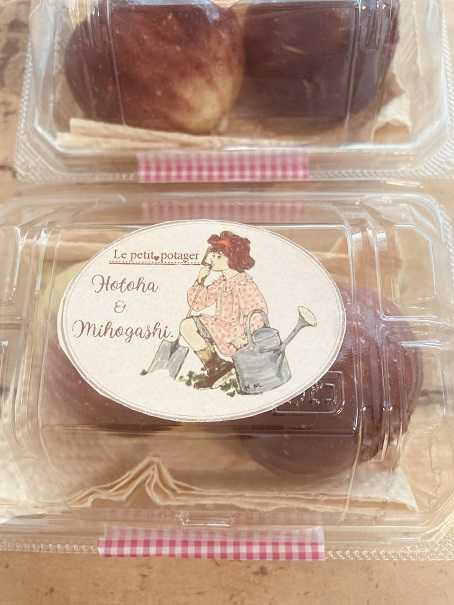 Le petit potager
Hotoha
&
Mihogashi.